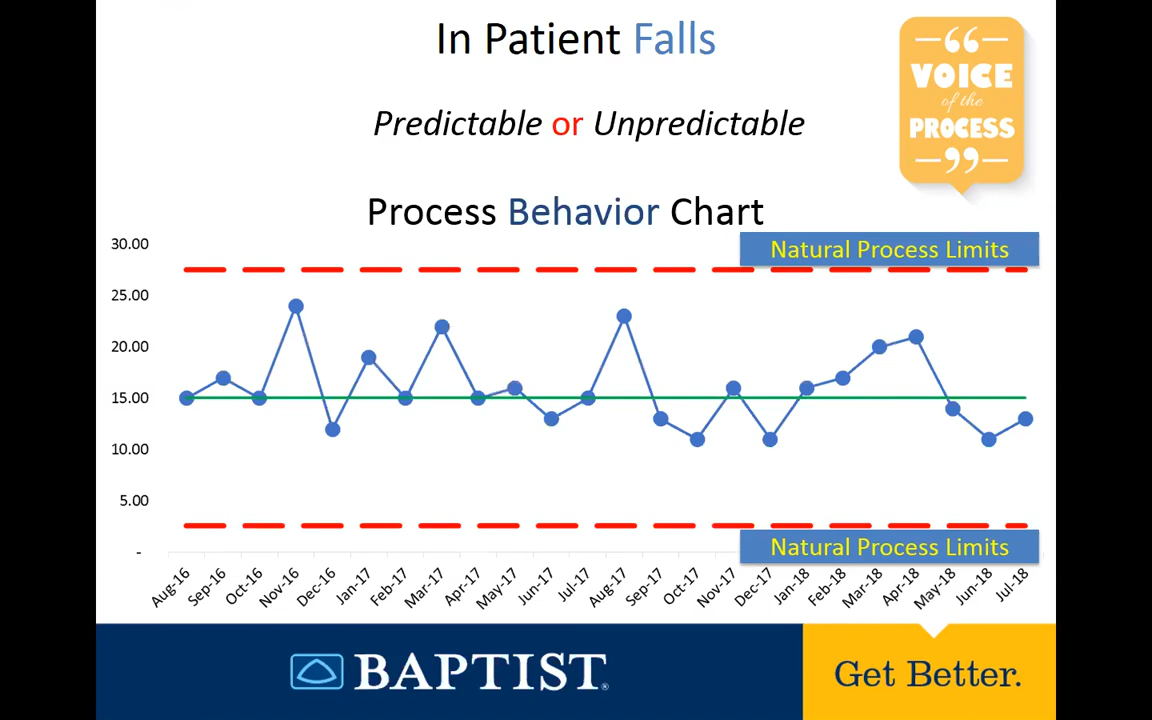 In Patient Falls
“
VOICE
of the
PROCESS
”
Predictable or Unpredictable
Process Behavior Chart
Natural Process Limits
30.00
25.00
20.00
15.00
10.00
5.00
-
Natural Process Limits
Aug-16 Sep-16 Oct-16 Nov-16 Dec-16 Jan-17 Feb-17 Mar-17 Apr-17 May-17 Jun-17 Jul-17 Aug-17 Sep-17 Oct-17 Nov-17 Dec-17 Jan-18 Feb-18 Mar-18 Apr-18 May-18 Jun-18 Jul-18
BAPTIST®
Get Better.